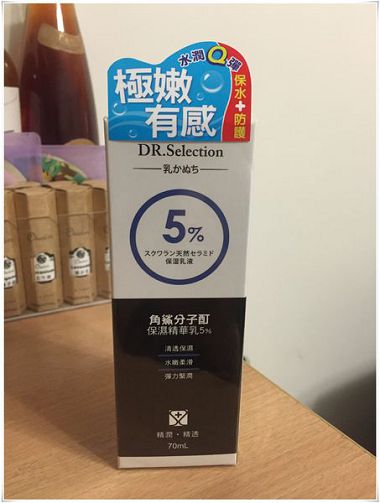 水潤Q彈
極嫩
有感
保水+防護
DR.Selection
乳かぬち
5%
スクワラン天然セラミド
保湿乳液
角鯊分子酊
保濕精華乳5%
清透保濕
水嫩柔滑
彈力緊潤
精潤・精透
70mL